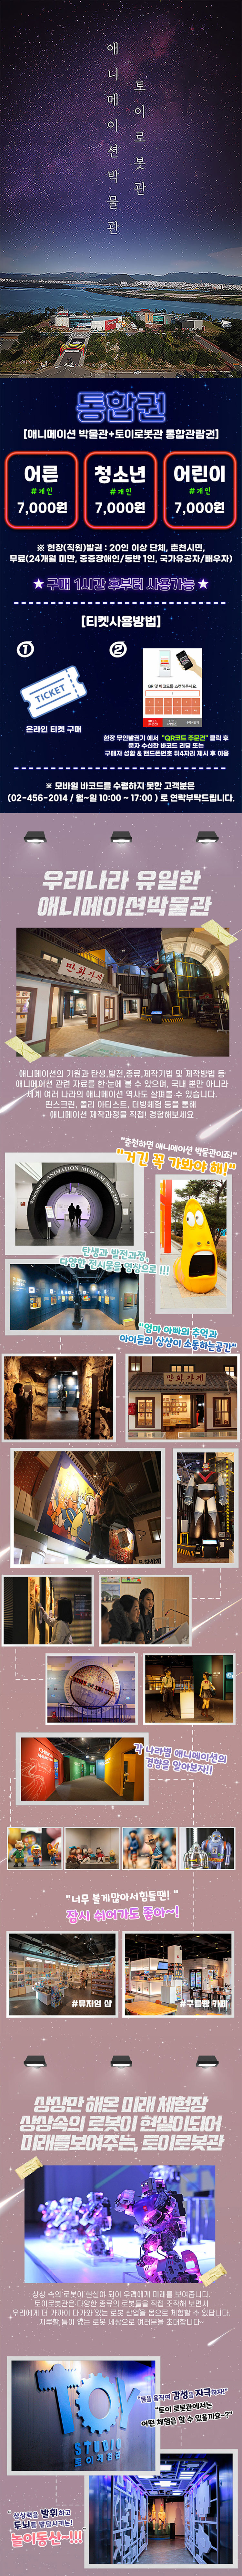 애니메이션박물관
토이로봇관
통합권
[애니메이션 박물관+토이로봇관 통합관람권]
어른
#개인
7,000원
청소년
#개인
7,000원
어린이
#개인
7,000원
※ 현장(직원)발권 : 20인 이상 단체, 춘천시민,
무료(24개월 미만, 중증장애인/동반 1인, 국가유공자/배우자)
★ 구매 1시간 후부터 사용가능 ★
[티켓사용방법]
①
TICKET
온라인 티켓 구매
②
QR 및 바코드를 스캔해주세요
현장 무인발권기 에서 "QR코드 주문건" 클릭 후
문자 수신한 바코드 리딩 또는
구매자 성함 & 핸드폰번호 뒤4자리 제시 후 이용
※ 모바일 바코드를 수령하지 못한 고객분은
(02-456-2014 / 월~일 10:00 ~ 17:00 ) 로 연락부탁드립니다.
우리나라 유일한
애니메이션박물관
만화가게
애니메이션의 기원과 탄생,발전,종류,제작기법 및 제작방법 등
애니메이션 관련 자료를 한 눈에 볼 수 있으며, 국내 뿐만 아니라
세계 여러 나라의 애니메이션 역사도 살펴볼 수 있습니다.
핀스크린, 폴리 아티스트, 더빙체험 등을 통해
애니메이션 제작과정을 직접! 경험해보세요
"춘천하면 애니메이션 박물관이죠!"
"거긴 꼭 가봐야 해!"
ANIMATION MUSEUM
탄생과 발전과정,
다양한 전시물을 영상으로 !!!
"엄마,아빠의 추억과
아이들의 상상이 소통하는공간"
만화가게
각 나라별 애니메이션의
경향을 알아보자!!
"너무 볼게많아서힘들땐! "
잠시 쉬어가도 좋아~!
#뮤지엄 샵
#구름빵 카페
상상만 해온 미래 체험장
상상속의 로봇이 현실이되어
미래를보여주는, 토이로봇관
상상 속의 로봇이 현실이 되어 우리에게 미래를 보여줍니다.
토이로봇관은 다양한 종류의 로봇들을 직접 조작해 보면서
우리에게 더 가까이 다가와 있는 로봇 산업을 몸으로 체험할 수 있답니다.
지루할 틈이 없는 로봇 세상으로 여러분을 초대합니다~
TOY
STUDIO
토이로봇관
"몸을 움직여 감성을 자극하자!"
"토이 로봇관에서는
어떤 체험을 할 수 있을까요~?"
" 상상력을 발휘하고
두뇌를 발달시키는!
놀이동산~!!!"